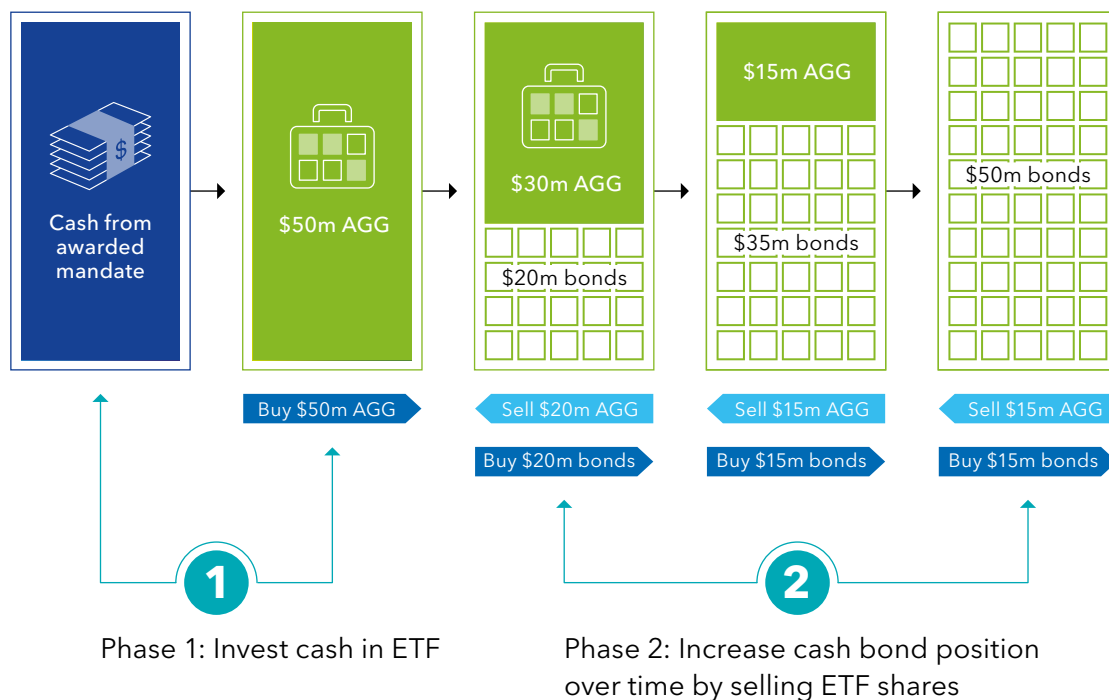 $
Cash from
awarded
mandate
$50m AGG
$30m AGG
$20m bonds
$15m AGG
$35m bonds
$50m bonds
Buy $50m AGG
Sell $20m AGG
Buy $20m bonds
Sell $15m AGG
Buy $15m bonds
Sell $15m AGG
Buy $15m bonds
1
Phase 1: Invest cash in ETF
2
Phase 2: Increase cash bond position
over time by selling ETF shares